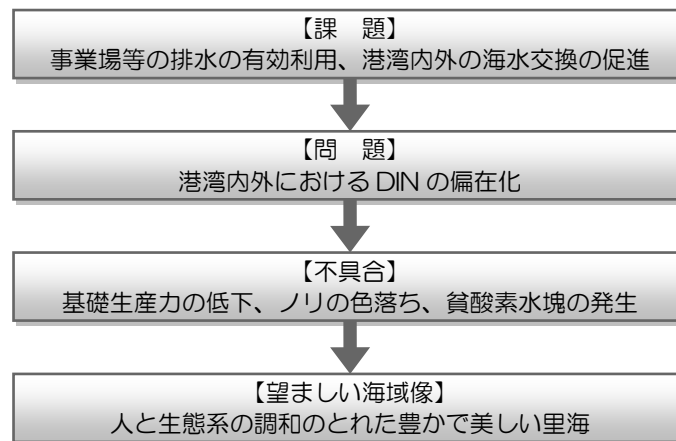 【課　題】
事業場等の排水の有効利用、港湾内外の海水交換の促進
【問　題】
港湾内外における DIN の偏在化
【不具合】
基礎生産力の低下、ノリの色落ち、貧酸素水塊の発生
【望ましい海域像】
人と生態系の調和のとれた豊かで美しい里海